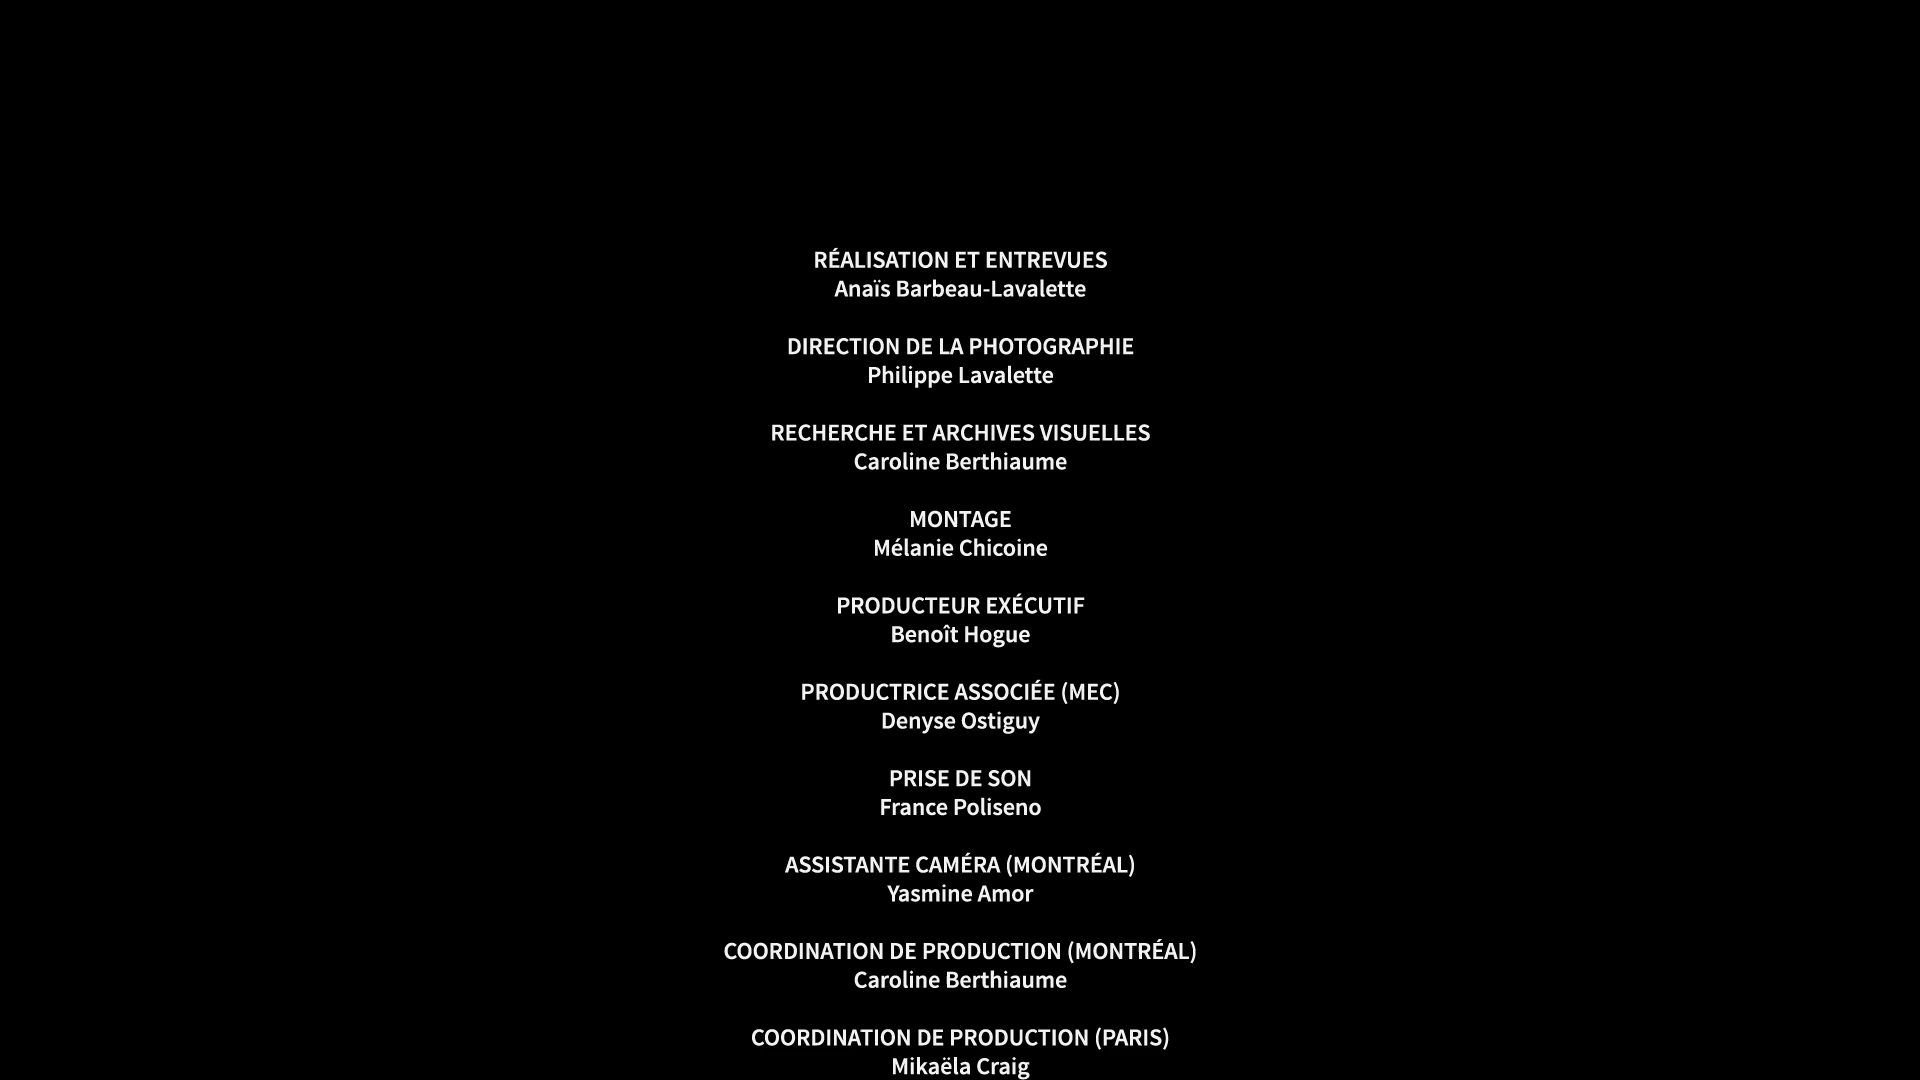 RÉALISATION ET ENTREVUES
Anaïs Barbeau-Lavalette
DIRECTION DE LA PHOTOGRAPHIE
Philippe Lavalette
RECHERCHE ET ARCHIVES VISUELLES
Caroline Berthiaume
MONTAGE
Mélanie Chicoine
PRODUCTEUR EXÉCUTIF
Benoît Hogue
PRODUCTRICE ASSOCIÉE (MEC)
Denyse Ostiguy
PRISE DE SON
France Poliseno
ASSISTANTE CAMÉRA (MONTRÉAL)
Yasmine Amor
COORDINATION DE PRODUCTION (MONTRÉAL)
Caroline Berthiaume
COORDINATION DE PRODUCTION (PARIS)
Mikaëla Craig